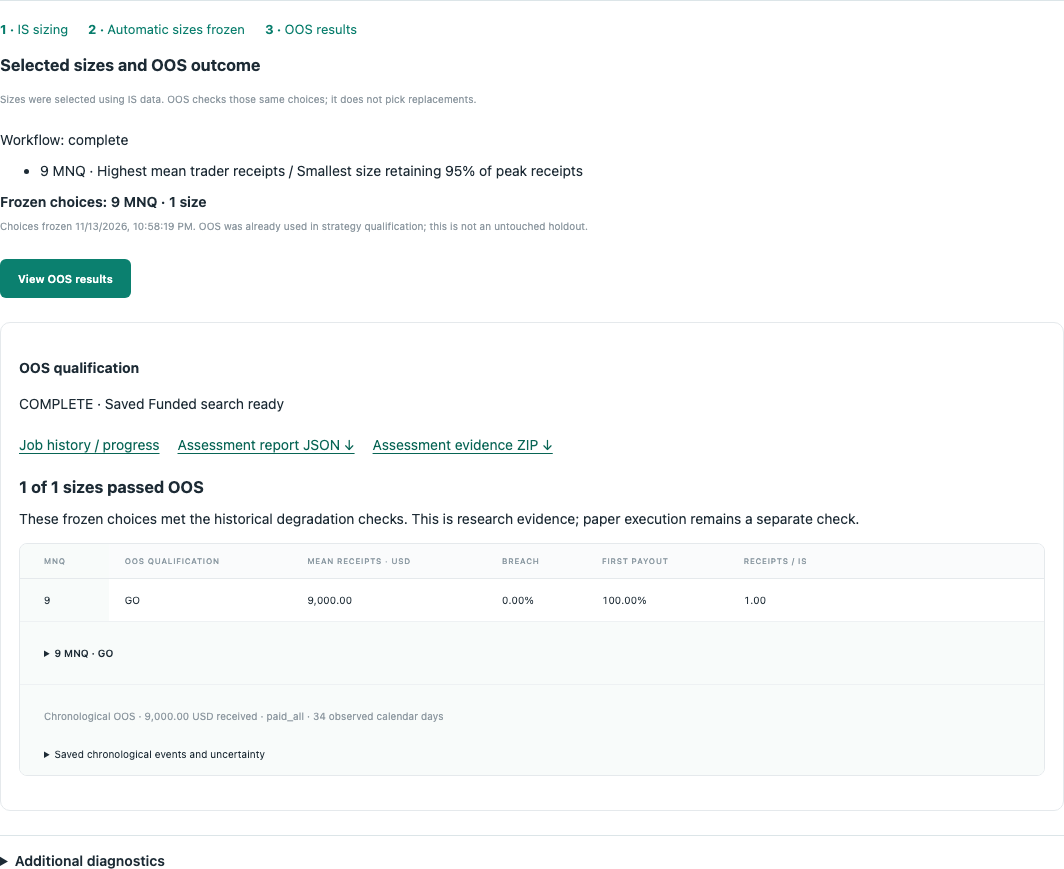 1 · IS sizing 2 · Automatic sizes frozen 3 · OOS results
Selected sizes and OOS outcome
Sizes were selected using IS data. OOS checks those same choices; it does not pick replacements.
Workflow: complete
• 9 MNQ · Highest mean trader receipts / Smallest size retaining 95% of peak receipts
Frozen choices: 9 MNQ · 1 size
Choices frozen 11/13/2026, 10:58:19 PM. OOS was already used in strategy qualification; this is not an untouched holdout.
View OOS results
OOS qualification
COMPLETE · Saved Funded search ready
Job history / progress Assessment report JSON ↓ Assessment evidence ZIP ↓
1 of 1 sizes passed OOS
These frozen choices met the historical degradation checks. This is research evidence; paper execution remains a separate check.
MNQ OOS QUALIFICATION MEAN RECEIPTS · USD BREACH FIRST PAYOUT RECEIPTS / IS
9 GO 9,000.00 0.00% 100.00% 1.00
▶ 9 MNQ · GO
Chronological OOS · 9,000.00 USD received · paid_all · 34 observed calendar days
▶ Saved chronological events and uncertainty
▶ Additional diagnostics